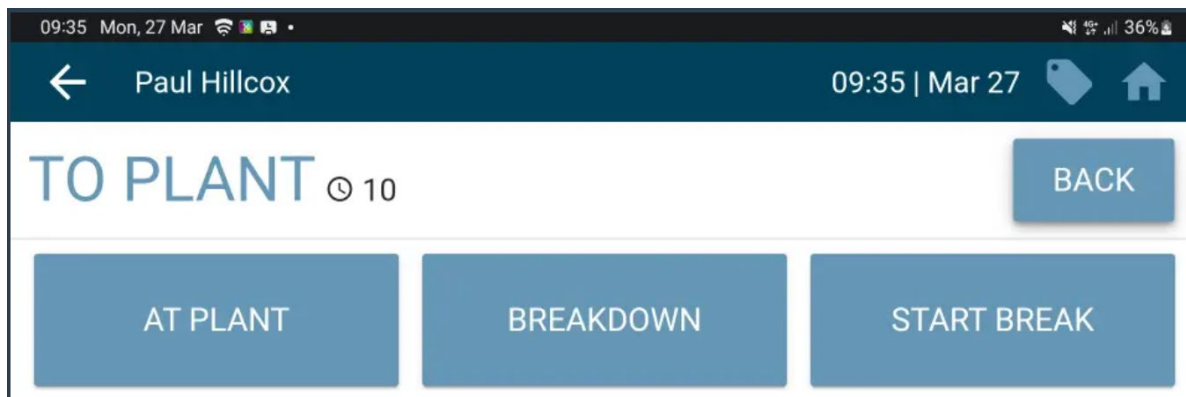 09:35 Mon, 27 Mar 36%
Paul Hillcox 09:35 | Mar 27
TO PLANT 10 BACK
AT PLANT BREAKDOWN START BREAK